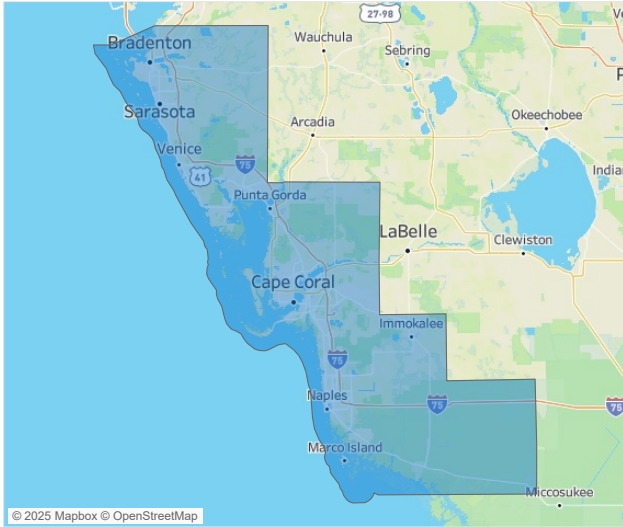 27-98
Ve
Bradenton
Wauchula
Sebring
P
Sarasota
Arcadia
Okeechobee
Venice
75
41
Indian
Punta Gorda
LaBelle
Clewiston
Cape Coral
Immokalee
75
Naples
75
75
Marco Island
Miccosukee
© 2025 Mapbox © OpenStreetMap